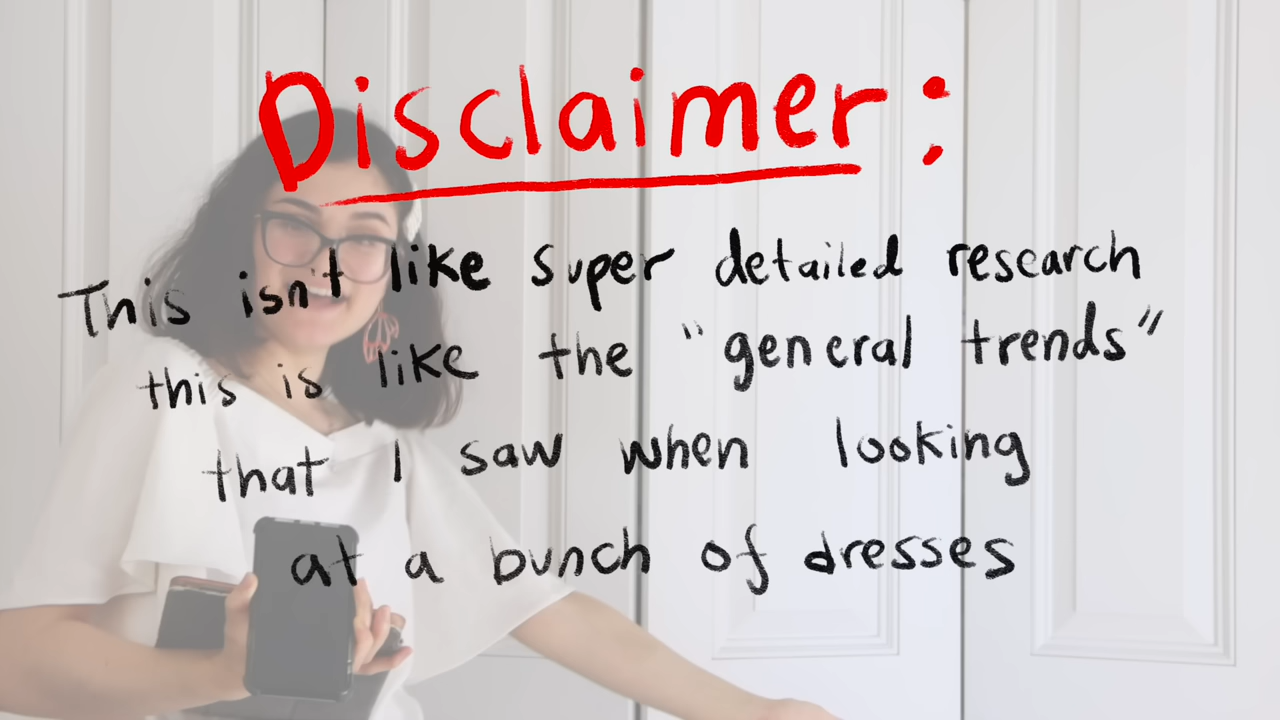 Disclaimer:
This isn't like super detailed research
this is like the "general trends"
that I saw when looking
at a bunch of dresses